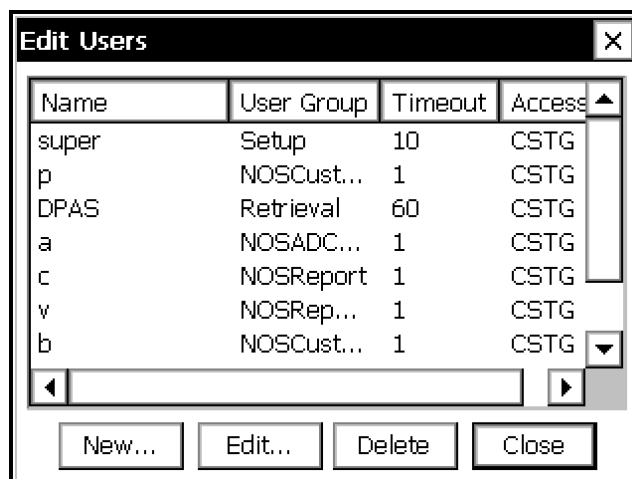 Edit Users
Name User Group Timeout Access
super Setup 10 CSTG
p NOSCust... 1 CSTG
DPAS Retrieval 60 CSTG
a NOSADC... 1 CSTG
c NOSReport 1 CSTG
v NOSRep... 1 CSTG
b NOSCust... 1 CSTG
New... Edit... Delete Close